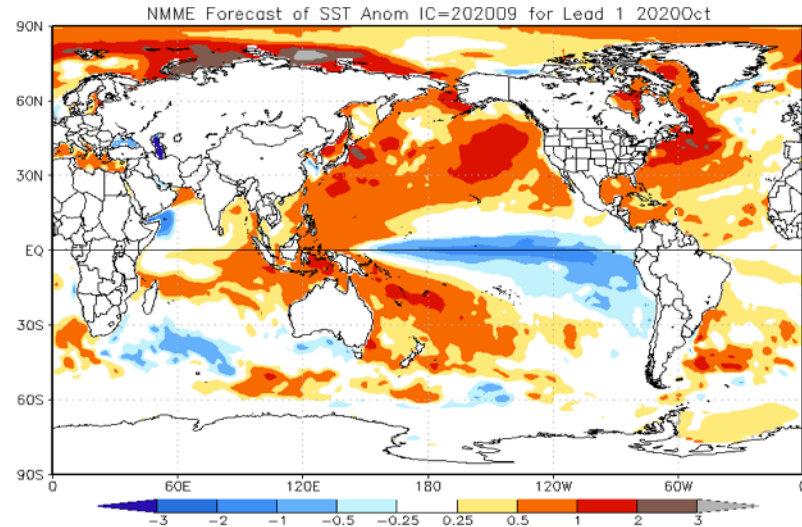 NMME Forecast of SST Anom IC=202009 for Lead 1 2020Oct
90N
60N
30N
EQ
30S
60S
90S
0 60E 120E 180 120W 60W 0
-3 -2 -1 -0.5 -0.25 0.25 0.5 1 2 3